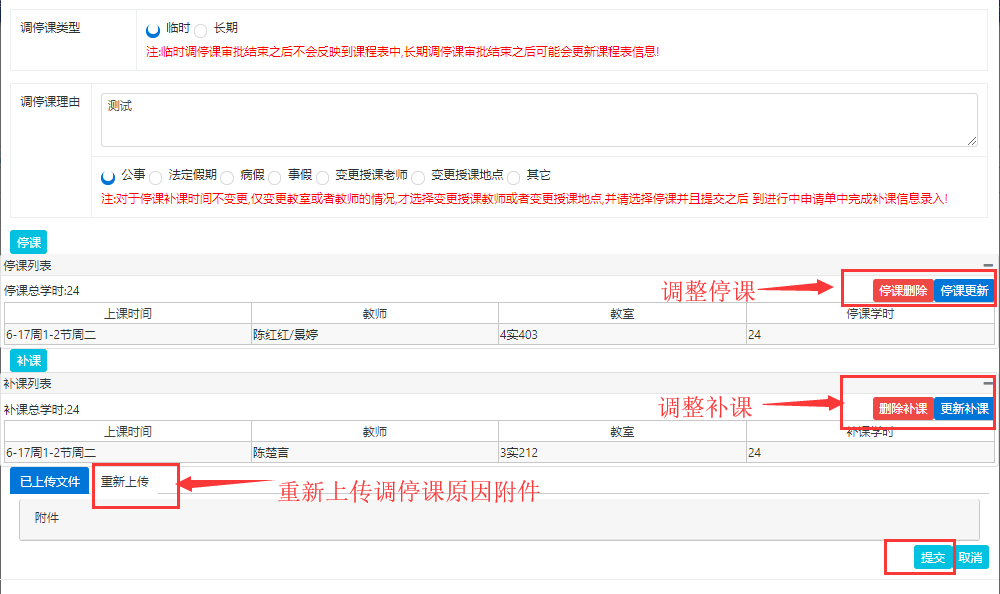 调停课类型
临时 长期
注:临时调停课审批结束之后不会反映到课程表中,长期调停课审批结束之后可能会更新课程表信息!
调停课理由
测试
公事 法定假期 病假 事假 变更授课老师 变更授课地点 其它
注:对于停课补课时间不变更,仅变更教室或者教师的情况,才选择变更授课教师或者变更授课地点,并请选择停课并且提交之后 到进行中申请单中完成补课信息录入!
停课
停课列表
停课总学时:24
调整停课
停课删除 停课更新
上课时间 教师 教室 停课学时
6-17周1-2节周二 陈红红/景婷 4实403 24
补课
补课列表
补课总学时:24
调整补课
删除补课 更新补课
上课时间 教师 教室 补课学时
6-17周1-2节周二 陈楚言 3实212 24
已上传文件 重新上传
重新上传调停课原因附件
附件
提交 取消